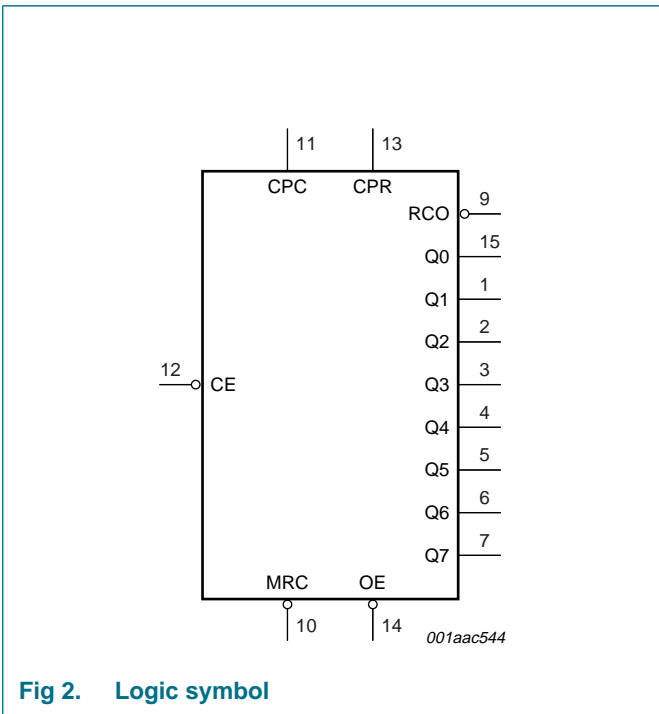 11 13
CPC CPR
RCO 9
Q0 15
Q1 1
Q2 2
12 CE Q3 3
Q4 4
Q5 5
Q6 6
Q7 7
MRC OE
10 14
001aac544
Fig 2. Logic symbol